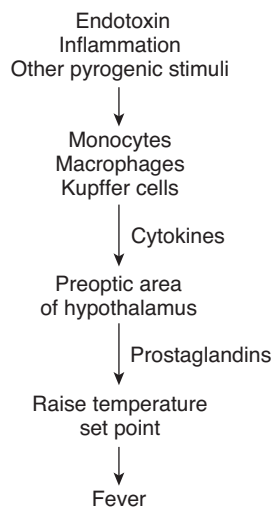 Endotoxin
Inflammation
Other pyrogenic stimuli
Monocytes
Macrophages
Kupffer cells
Cytokines
Preoptic area
of hypothalamus
Prostaglandins
Raise temperature
set point
Fever